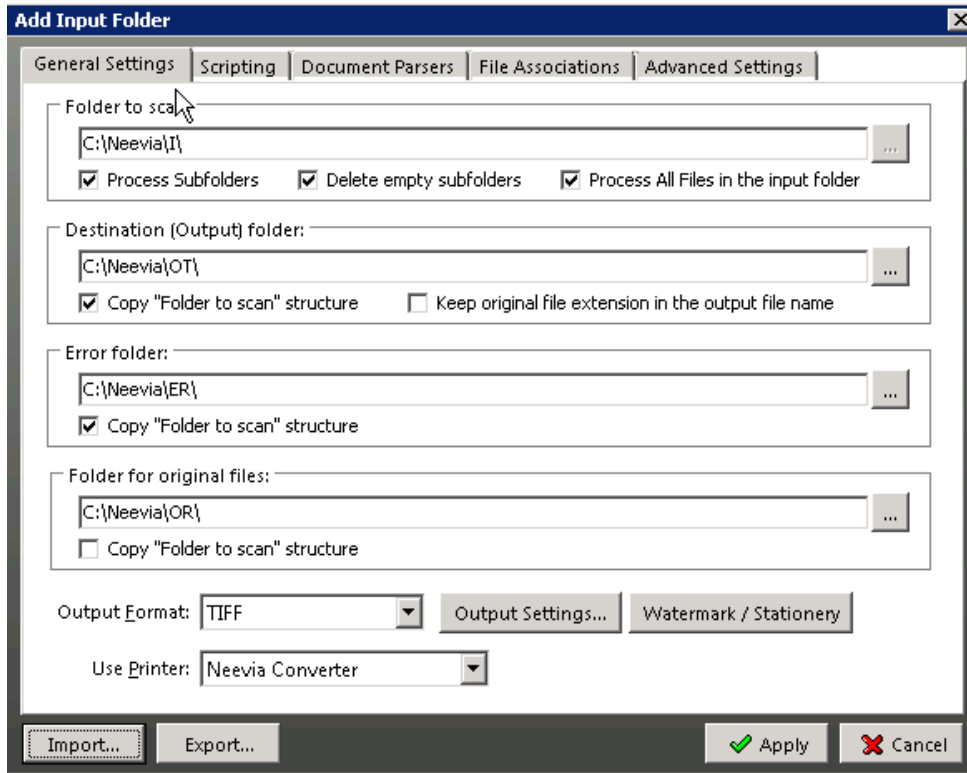 Add Input Folder
General Settings Scripting Document Parsers File Associations Advanced Settings
Folder to scan
C:\Neevia\I\ ...
Process Subfolders Delete empty subfolders Process All Files in the input folder
Destination (Output) folder:
C:\Neevia\OT\ ...
Copy "Folder to scan" structure Keep original file extension in the output file name
Error folder:
C:\Neevia\ER\ ...
Copy "Folder to scan" structure
Folder for original files:
C:\Neevia\OR\ ...
Copy "Folder to scan" structure
Output Format: TIFF Output Settings... Watermark / Stationery
Use Printer: Neevia Converter
Import... Export... Apply Cancel